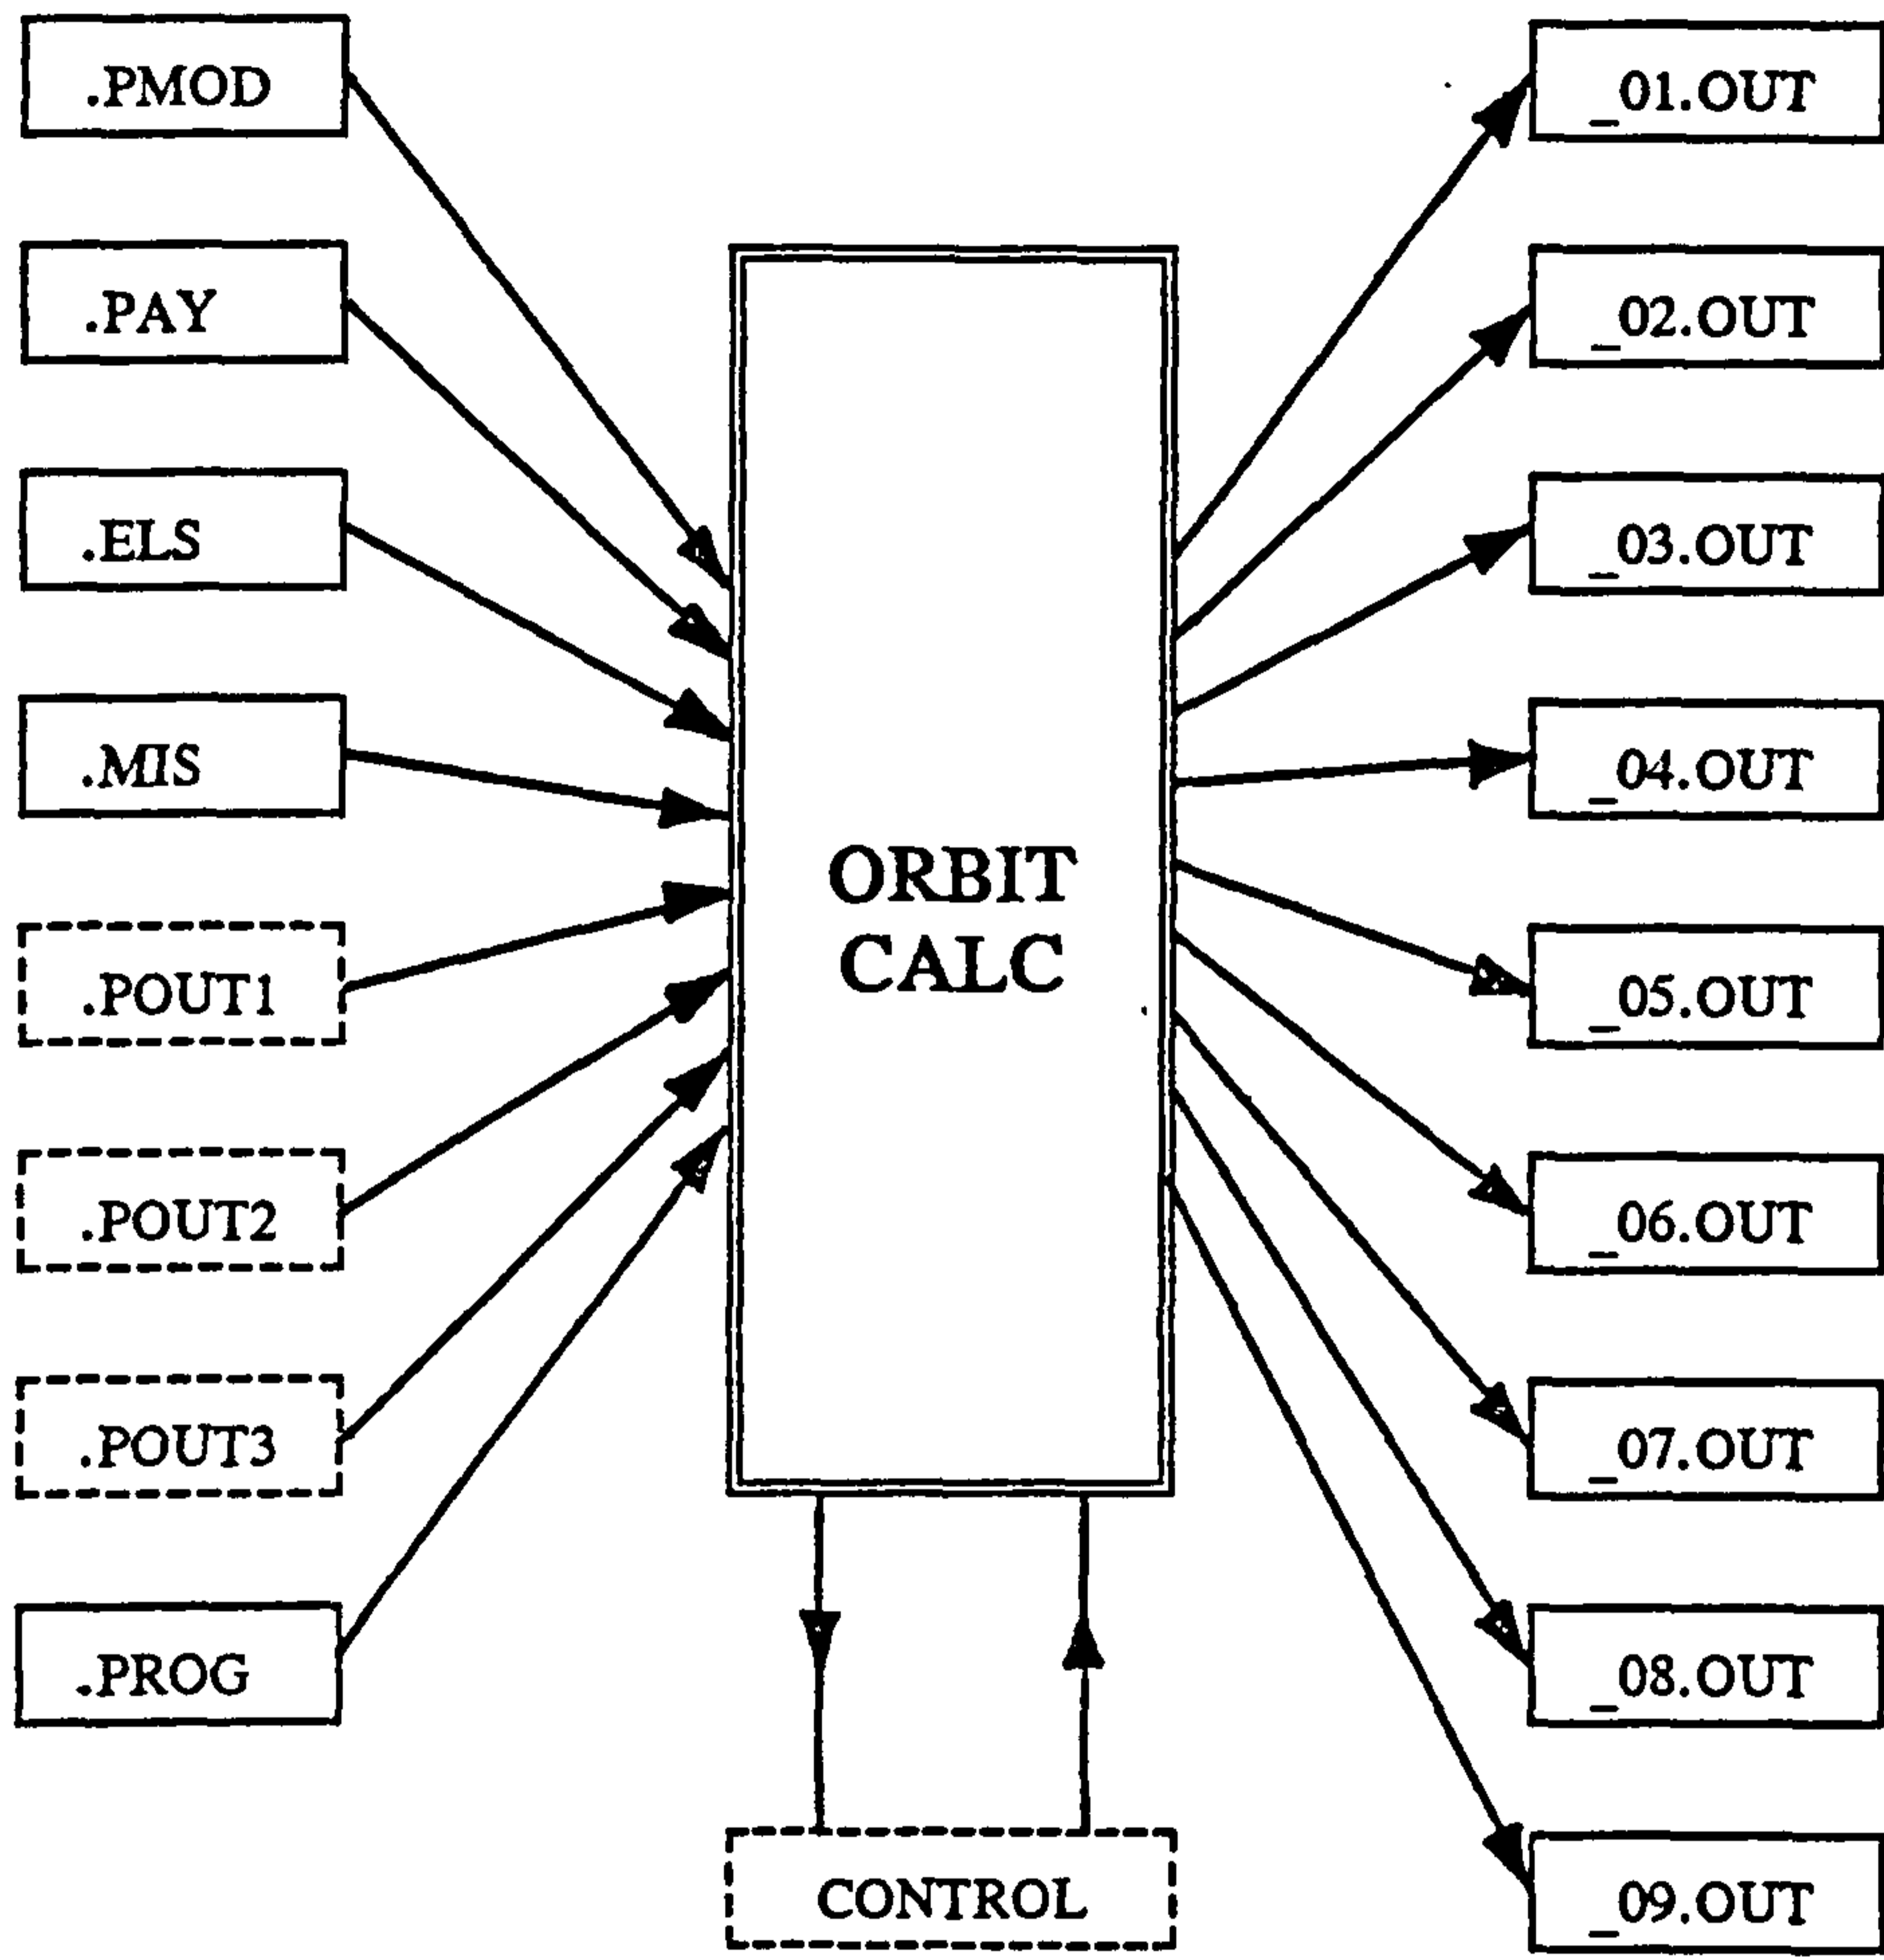 .PMOD
.PAY
.ELS
.MIS
.POUT1
.POUT2
.POUT3
.PROG
ORBIT
CALC
CONTROL
_01.OUT
_02.OUT
_03.OUT
_04.OUT
_05.OUT
_06.OUT
_07.OUT
_08.OUT
_09.OUT